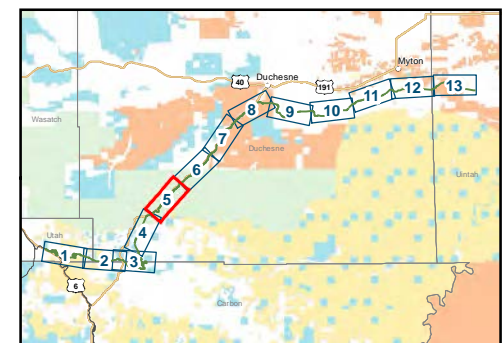 Myton
Duchesne
40
191
13
12
11
10
9
8
Wasatch
7
Duchesne
6
Uintah
5
4
Utah
1
2
3
6
Carbon